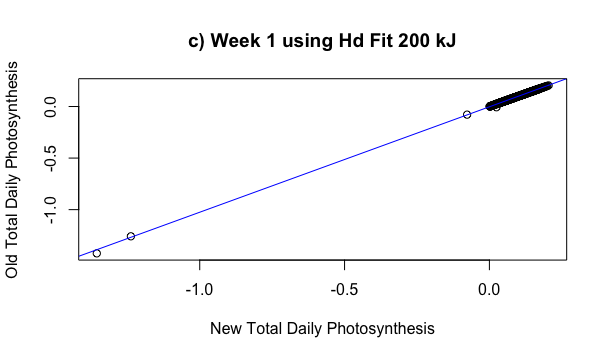 c) Week 1 using Hd Fit 200 kJ
Old Total Daily Photosynthesis
0.0
-0.5
-1.0
-1.0 -0.5 0.0
New Total Daily Photosynthesis